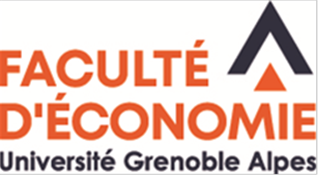 FACULTÉ
D'ÉCONOMIE
Université Grenoble Alpes